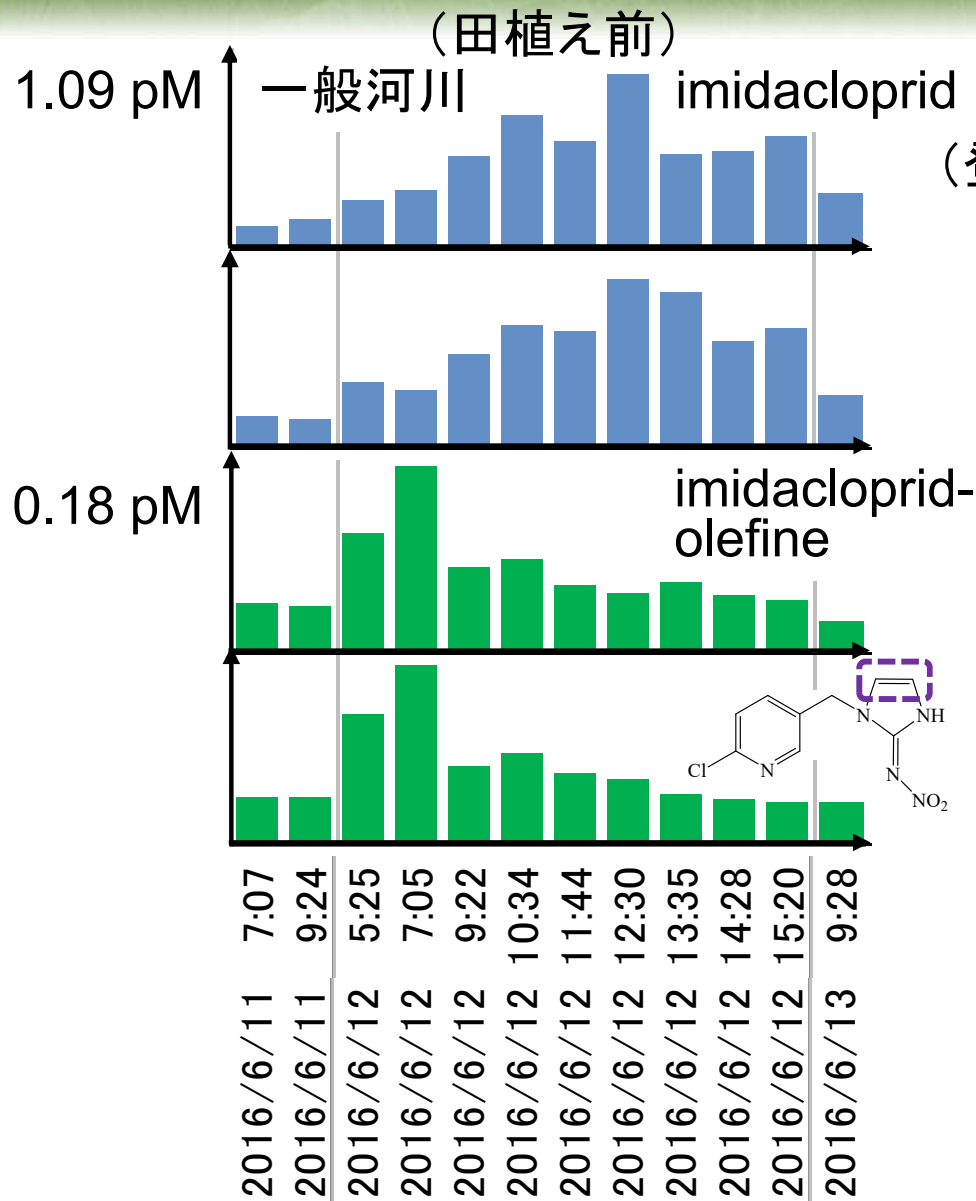 （田植え前）
1.09 pM
一般河川
imidacloprid
0.18 pM
imidacloprid-
olefine
N
NH
Cl
N
N
NO₂
7:07
9:24
5:25
7:05
9:22
10:34
11:44
12:30
13:35
14:28
15:20
9:28
2016/6/11
2016/6/11
2016/6/12
2016/6/12
2016/6/12
2016/6/12
2016/6/12
2016/6/12
2016/6/12
2016/6/12
2016/6/12
2016/6/13